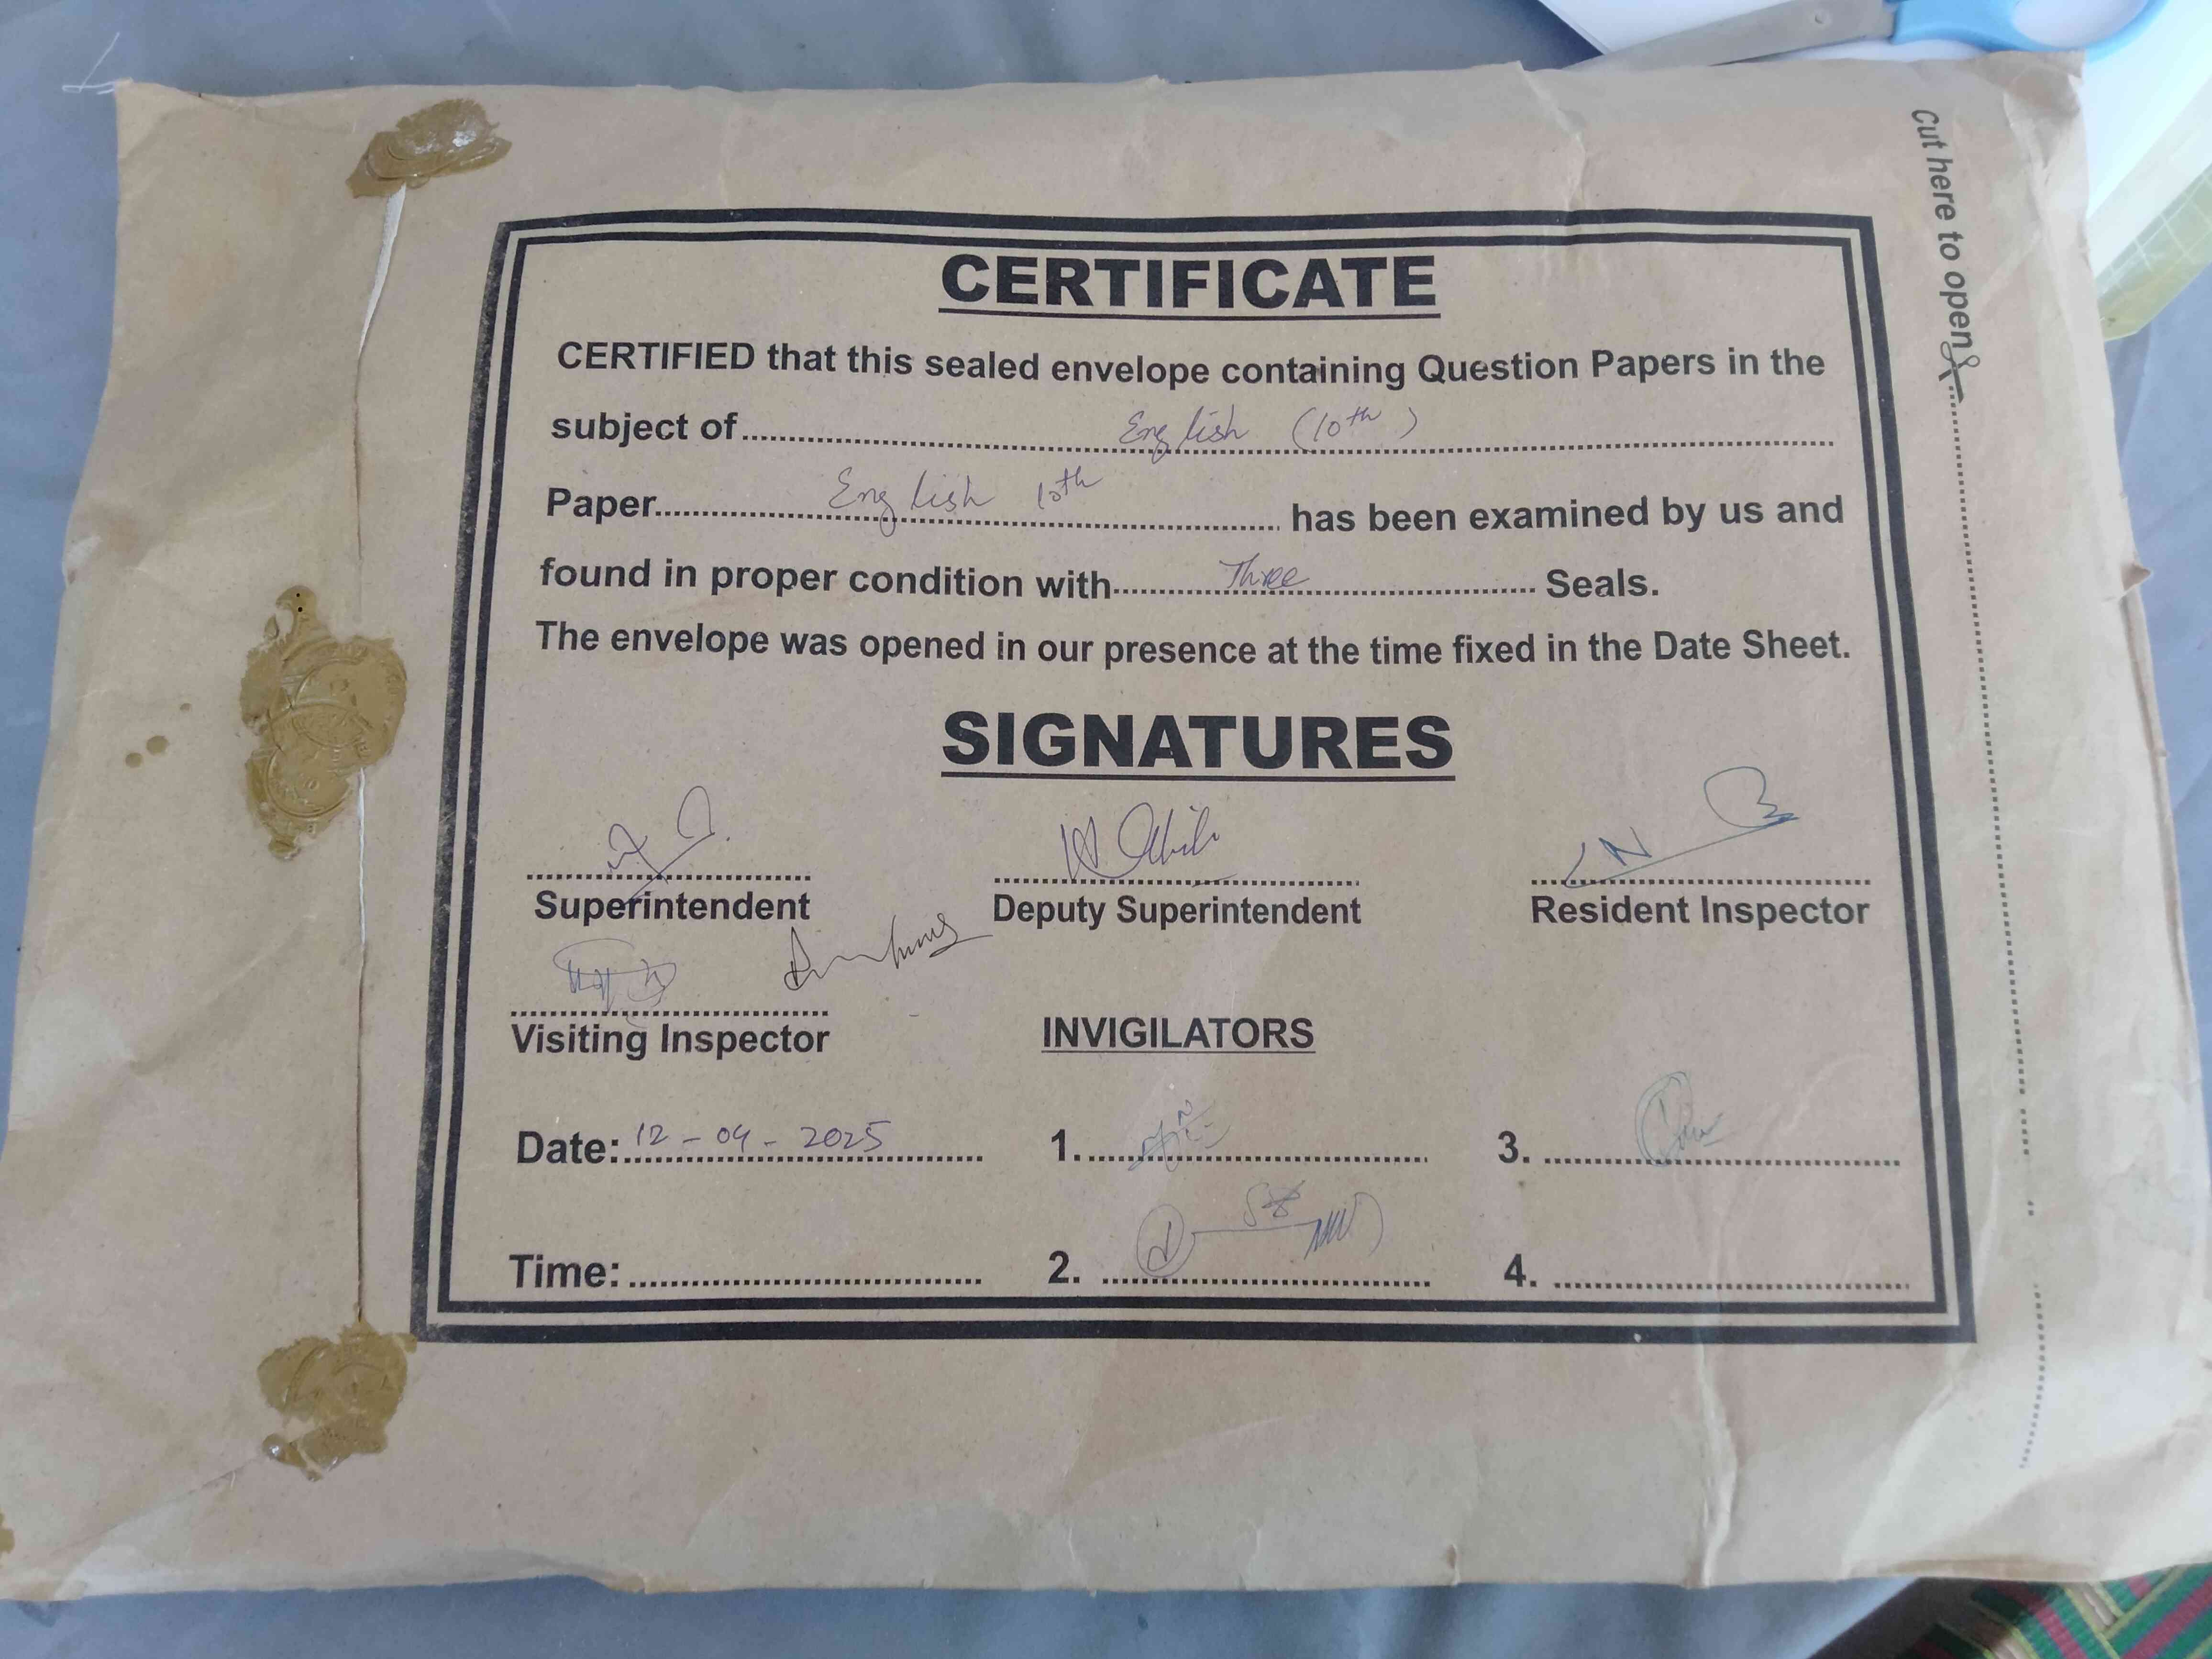 Cut here to open
CERTIFICATE
CERTIFIED that this sealed envelope containing Question Papers in the
subject of English (10th)
Paper English 10th has been examined by us and
found in proper condition with Three Seals.
The envelope was opened in our presence at the time fixed in the Date Sheet.
SIGNATURES
Superintendent Deputy Superintendent Resident Inspector
Visiting Inspector INVIGILATORS
Date: 12-04-2025 1. 3.
Time: 2. 4.